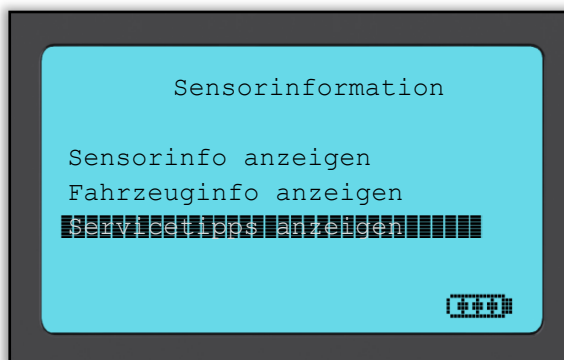 Sensorinformation
Sensorinfo anzeigen
Fahrzeuginfo anzeigen
Servicetipps anzeigen